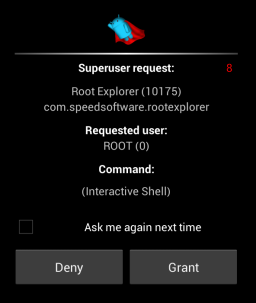 Superuser request: 8
Root Explorer (10175)
com.speedsoftware.rootexplorer
Requested user:
ROOT (0)
Command:
(Interactive Shell)
Ask me again next time
Deny Grant